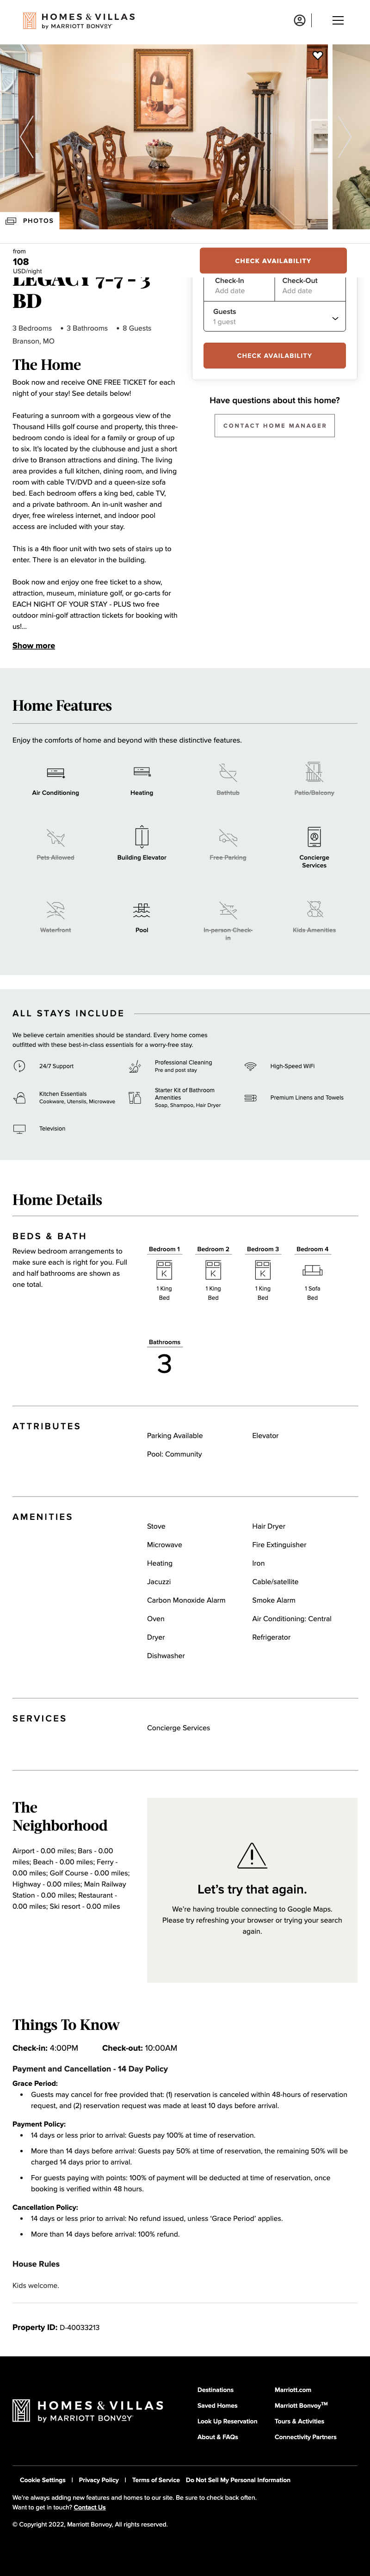 HOMES & VILLAS
by MARRIOTT BONVOY
PHOTOS
from
108
USD/night
CHECK AVAILABILITY
LEGACY 7-7 - 3
BD
3 Bedrooms • 3 Bathrooms • 8 Guests
Branson, MO
Check-In
Add date
Check-Out
Add date
Guests
1 guest
CHECK AVAILABILITY
Have questions about the home?
CONTACT HOME MANAGER
The Home
Book now and receive ONE FREE TICKET for each
night of your stay! See details below!
Featuring a sunroom with a gorgeous view of the
Thousand Hills golf course and property, this three-
bedroom condo is ideal for a family or group of up
to six. It's located by the clubhouse and just a short
drive to Branson attractions and dining. The living
area provides a full kitchen, dining room, and living
room with cable TV/DVD and a queen-size sofa
bed. Each bedroom offers a king bed, cable TV,
and a private bathroom. An in-unit washer and
dryer, free wireless internet, and indoor pool
access are included with your stay.
This is a 4th floor unit with two sets of stairs up to
enter. There is an elevator in the building.
Book now and enjoy one free ticket to a show,
attraction, museum, miniature golf, or go-carts for
EACH NIGHT OF YOUR STAY - PLUS two free
outdoor mini-golf attraction tickets for booking with
us!...
Show more
Home Features
Enjoy the comforts of home and beyond with these distinctive features.
Air Conditioning
Heating
Bathtub
Patio/Balcony
Pets Allowed
Building Elevator
Free Parking
Concierge
Services
Waterfront
Pool
In-person Check-
in
Kids Amenities
ALL STAYS INCLUDE
We believe certain amenities should be standard. Every home comes
outfitted with these best-in-class essentials for a worry-free stay.
24/7 Support
Professional Cleaning
Pre and post stay
High-Speed WiFi
Kitchen Essentials
Cookware, Utensils, Microwave
Starter Kit of Bathroom
Amenities
Soap, Shampoo, Hair Dryer
Premium Linens and Towels
Television
Home Details
BEDS & BATH
Review bedroom arrangements to
make sure each is right for you. Full
and half bathrooms are shown as
one total.
Bedroom 1
K
1 King
Bed
Bedroom 2
K
1 King
Bed
Bedroom 3
K
1 King
Bed
Bedroom 4
1 Sofa
Bed
Bathrooms
3
ATTRIBUTES
Parking Available
Elevator
Pool: Community
AMENITIES
Stove
Hair Dryer
Microwave
Fire Extinguisher
Heating
Iron
Jacuzzi
Cable/satellite
Carbon Monoxide Alarm
Smoke Alarm
Oven
Air Conditioning: Central
Dryer
Refrigerator
Dishwasher
SERVICES
Concierge Services
The
Neighborhood
Airport - 0.00 miles; Bars - 0.00
miles; Beach - 0.00 miles; Ferry -
0.00 miles; Golf Course - 0.00 miles;
Highway - 0.00 miles; Main Railway
Station - 0.00 miles; Restaurant -
0.00 miles; Ski resort - 0.00 miles
Let's try that again.
We're having trouble connecting to Google Maps.
Please try refreshing your browser or trying your search
again.
Things To Know
Check-in: 4:00PM Check-out: 10:00AM
Payment and Cancellation - 14 Day Policy
Grace Period:
• Guests may cancel for free provided that: (1) reservation is canceled within 48-hours of reservation
request, and (2) reservation request was made at least 10 days before arrival.
Payment Policy:
• 14 days or less prior to arrival: Guests pay 100% at time of reservation.
• More than 14 days before arrival: Guests pay 50% at time of reservation, the remaining 50% will be
charged 14 days prior to arrival.
• For guests paying with points: 100% of payment will be deducted at time of reservation, once
booking is verified within 48 hours.
Cancellation Policy:
• 14 days or less prior to arrival: No refund issued, unless 'Grace Period' applies.
• More than 14 days before arrival: 100% refund.
House Rules
Kids welcome.
Property ID: D-40033213
HOMES & VILLAS
by MARRIOTT BONVOY
Destinations
Saved Homes
Look Up Reservation
About & FAQs
Marriott.com
Marriott Bonvoy™
Tours & Activities
Connectivity Partners
Cookie Settings | Privacy Policy | Terms of Service Do Not Sell My Personal Information
We're always adding new features and homes to our site. Be sure to check back often.
Want to get in touch? Contact Us
© Copyright 2022, Marriott Bonvoy, All rights reserved.